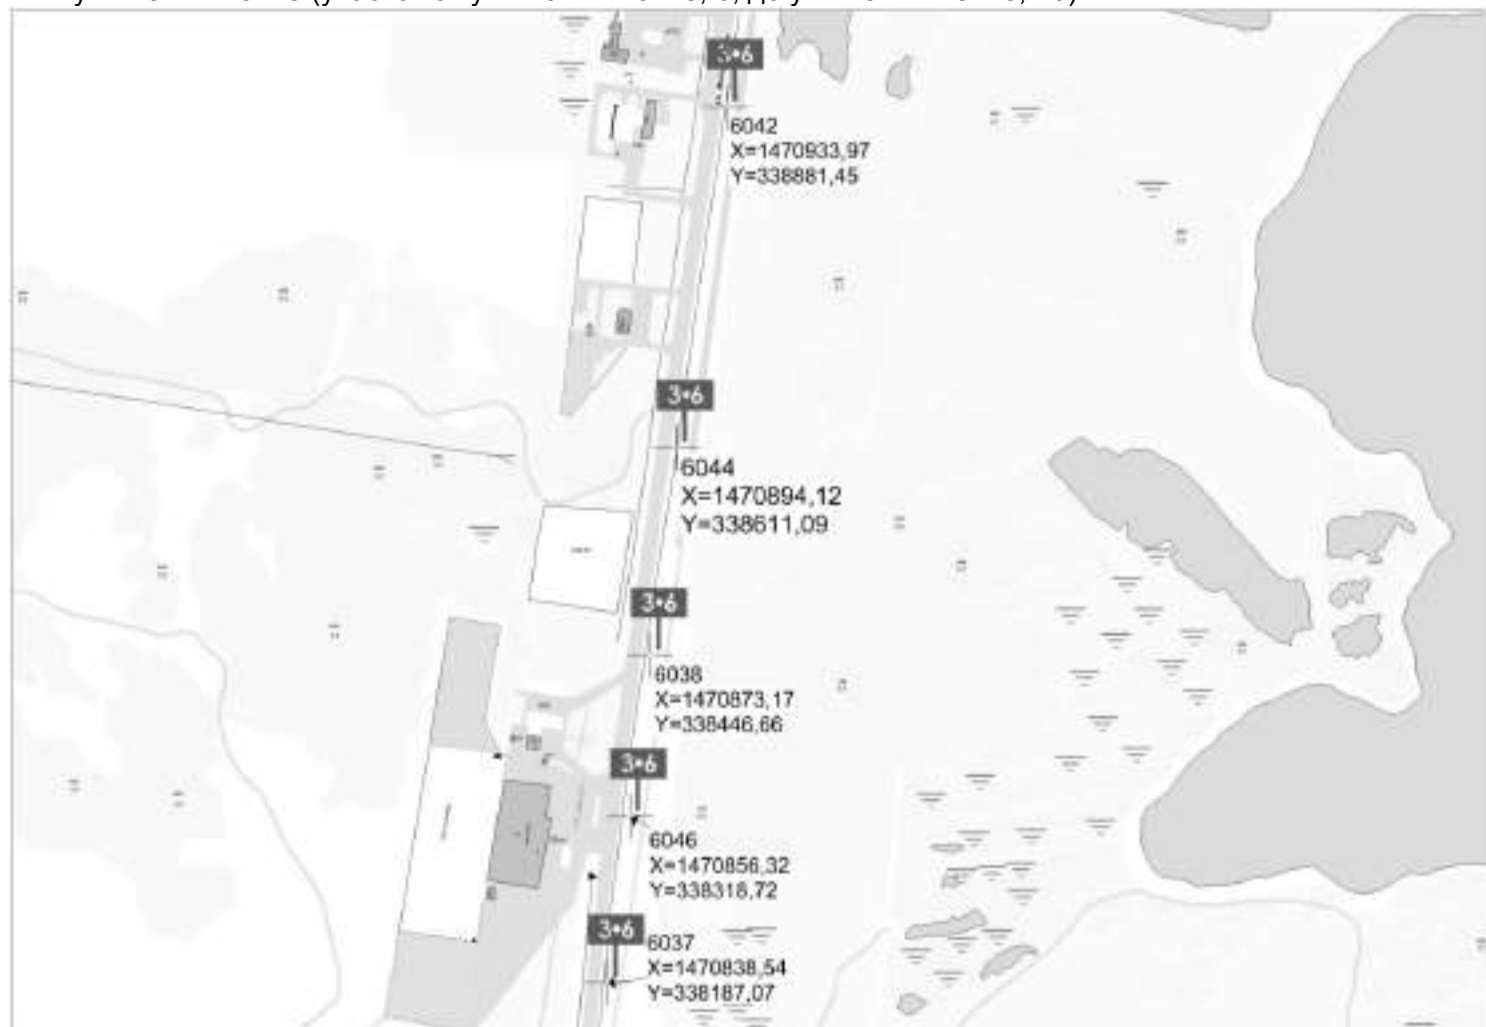 3•6
6042
X=1470933,97
Y=338881,45
3•6
6044
X=1470894,12
Y=338611,09
3•6
6038
X=1470873,17
Y=338446,66
3•6
6046
X=1470856,32
Y=338318,72
3•6
6037
X=1470838,54
Y=338187,07